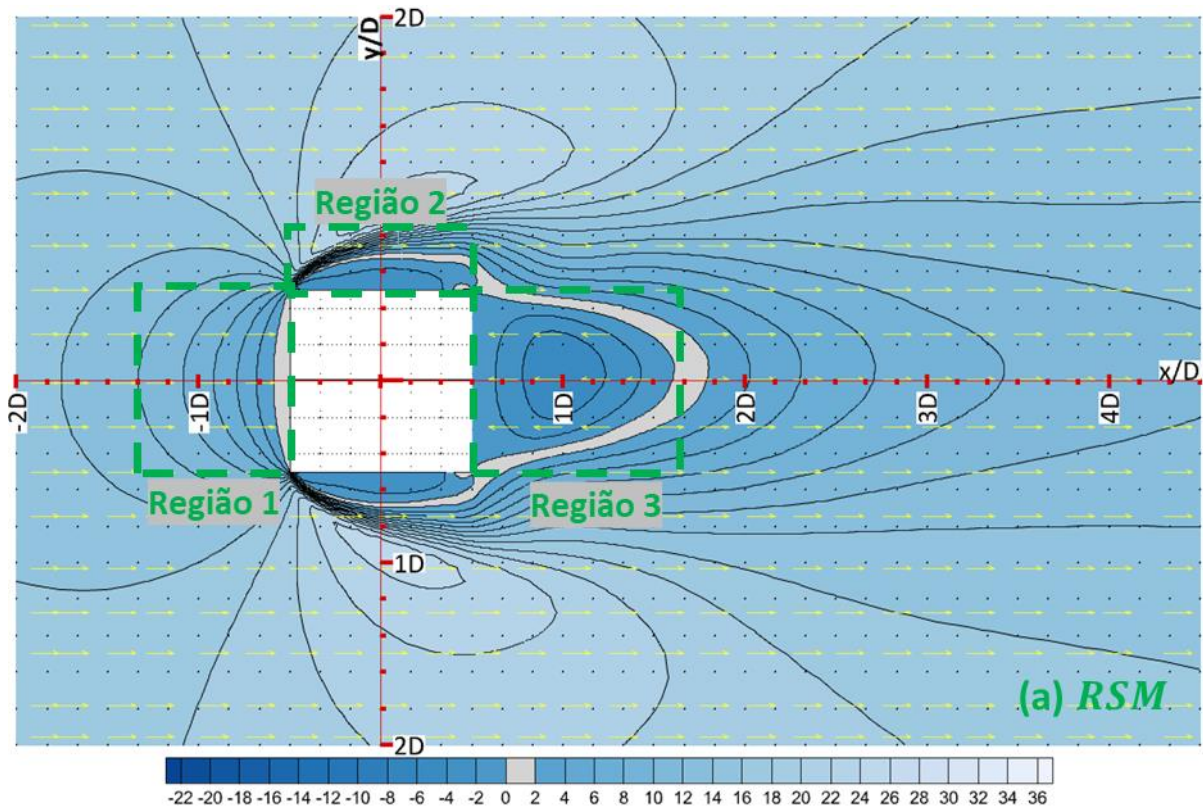 2D
y/D
Região 2
x/D
-2D
-1D
1D
2D
3D
4D
Região 1
Região 3
1D
(a) RSM
2D
-22 -20 -18 -16 -14 -12 -10 -8 -6 -4 -2 0 2 4 6 8 10 12 14 16 18 20 22 24 26 28 30 32 34 36